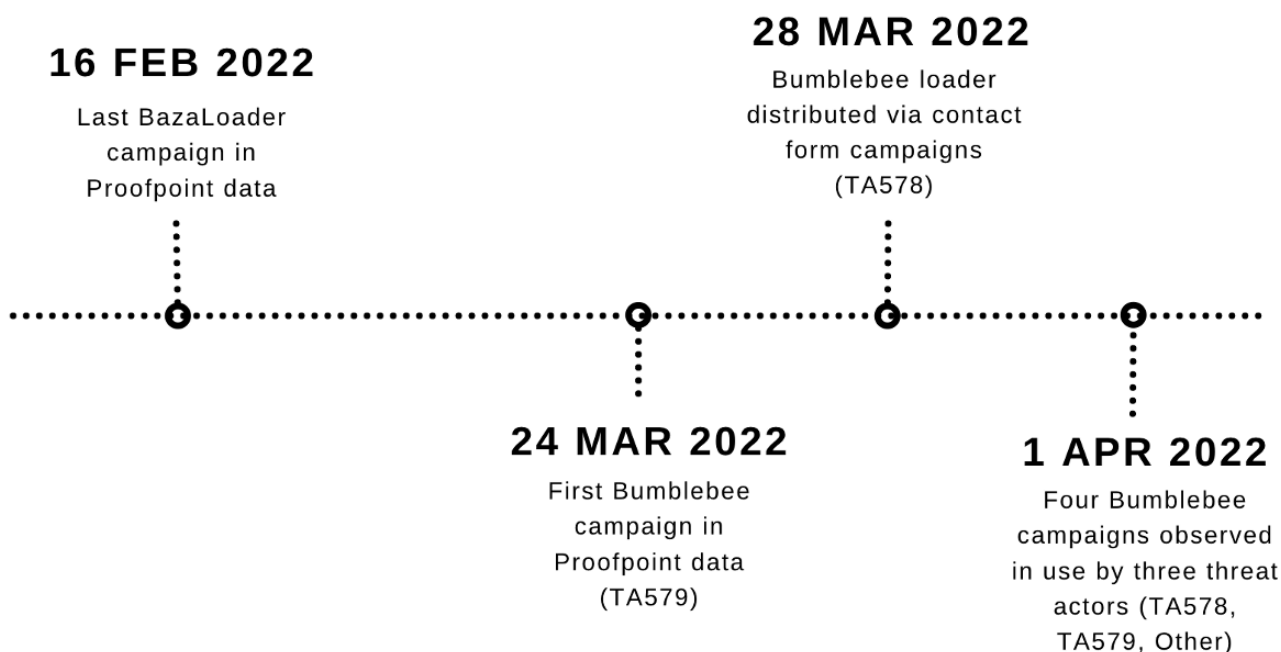 16 FEB 2022
Last BazaLoader
campaign in
Proofpoint data
24 MAR 2022
First Bumblebee
campaign in
Proofpoint data
(TA579)
28 MAR 2022
Bumblebee loader
distributed via contact
form campaigns
(TA578)
1 APR 2022
Four Bumblebee
campaigns observed
in use by three threat
actors (TA578,
TA579, Other)